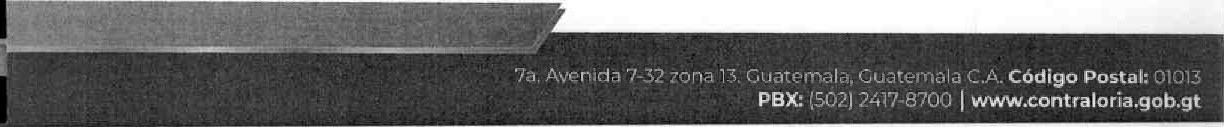 7a. Avenida 7-32 zona 13. Guatemala, Guatemala C.A. Código Postal: 01013
PBX: (502) 2417-8700 | www.contraloria.gob.gt